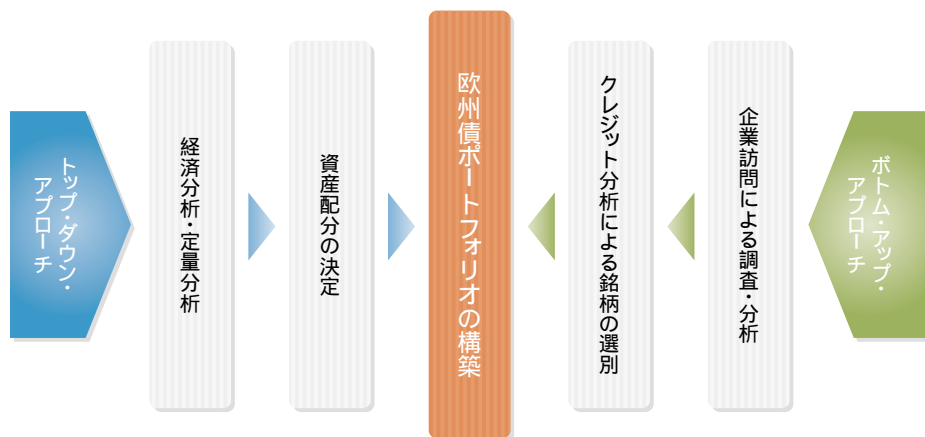 トップ・ダウン・
アプローチ
経済分析・定量分析
資産配分の決定
欧州債ポートフォリオの構築
クレジット分析による銘柄の選別
企業訪問による調査・分析
ボトム・アップ・
アプローチ